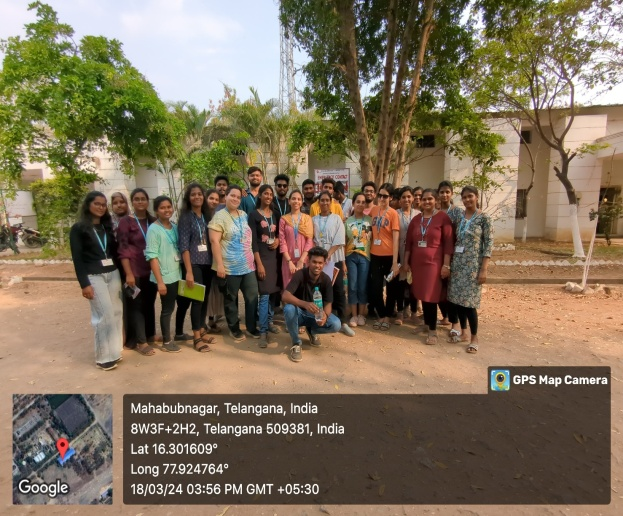 GPS Map Camera
Mahabubnagar, Telangana, India
8W3F+2H2, Telangana 509381, India
Lat 16.301609°
Long 77.924764°
18/03/24 03:56 PM GMT +05:30
Google